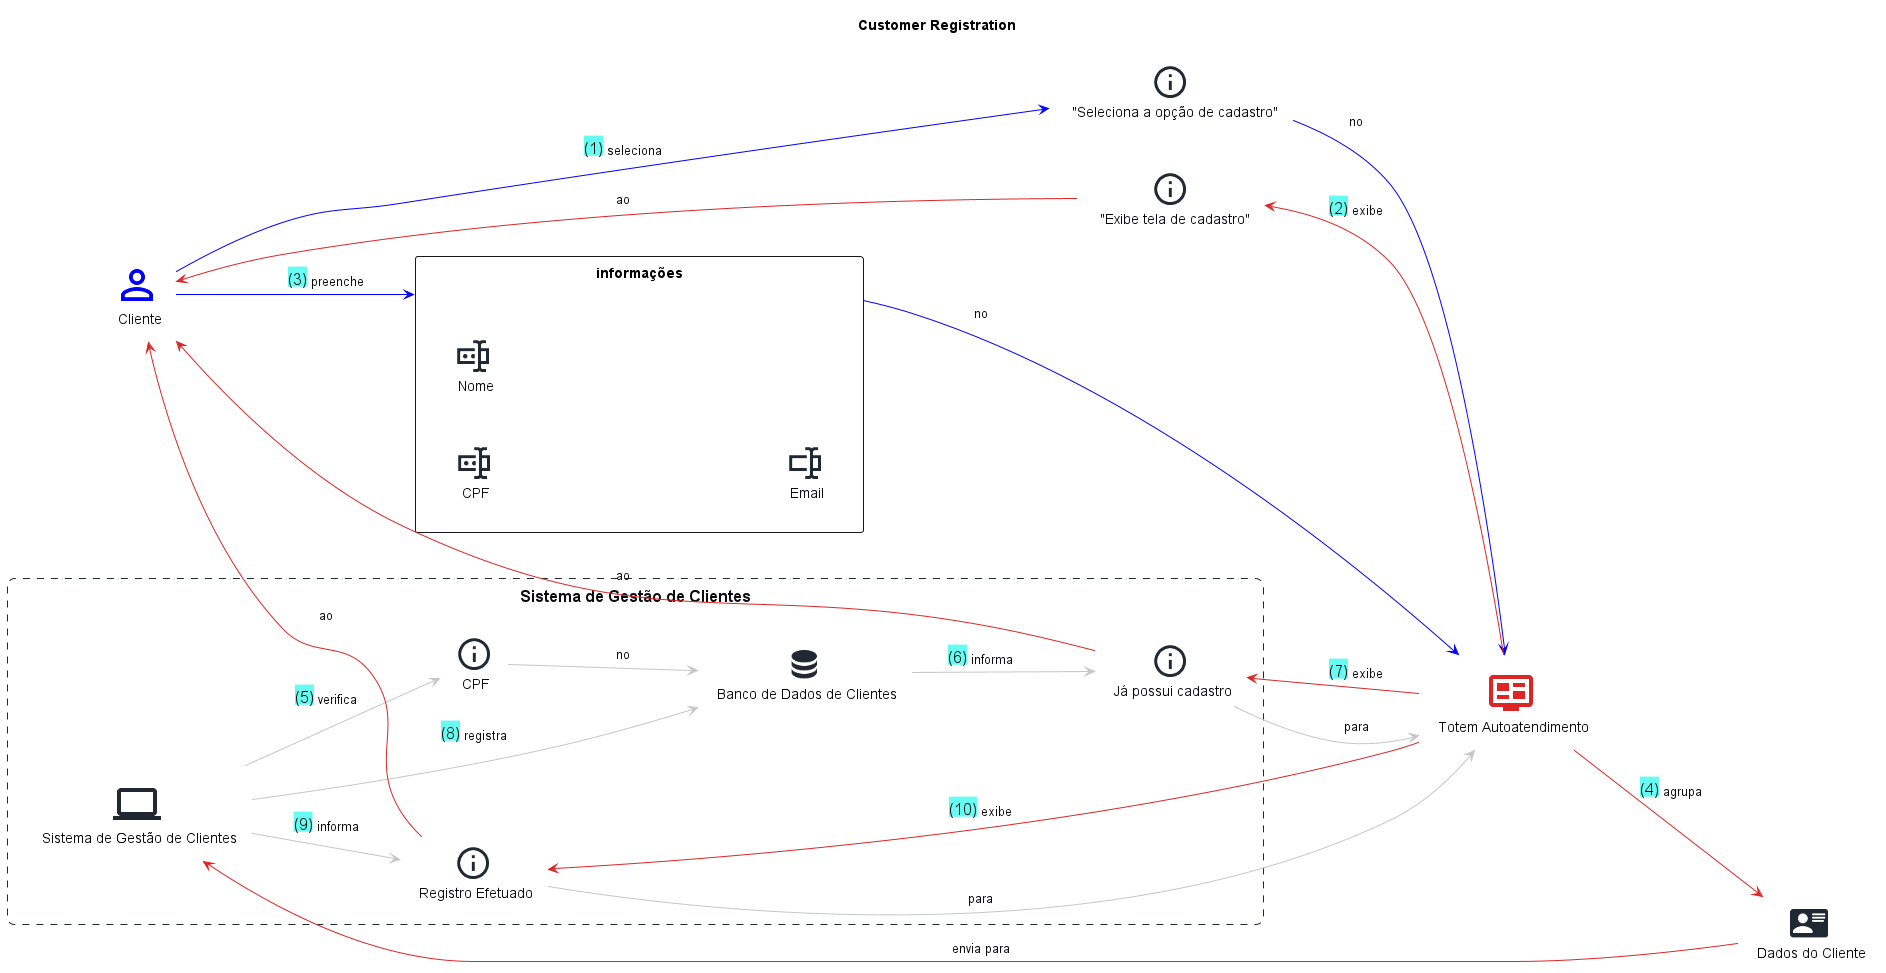 Customer Registration
"Seleciona a opção de cadastro"
no
(1) seleciona
ao
"Exibe tela de cadastro"
(2) exibe
Cliente
(3) preenche
informações
no
Nome
CPF
Email
ao
Sistema de Gestão de Clientes
ao
CPF
no
Banco de Dados de Clientes
(6) informa
Já possui cadastro
(7) exibe
Totem Autoatendimento
(5) verifica
(8) registra
para
(4) agrupa
(10) exibe
Sistema de Gestão de Clientes
(9) informa
Registro Efetuado
para
envia para
Dados do Cliente